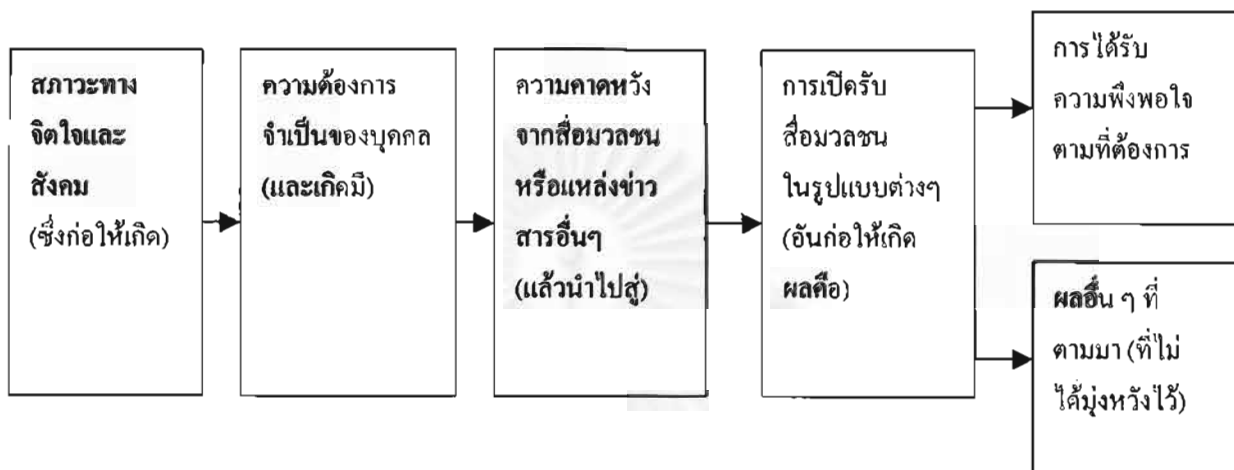 สภาวะทาง
จิตใจและ
สังคม
(ซึ่งก่อให้เกิด)
ความต้องการ
จำเป็นของบุคคล
(และเกิดมี)
ความคาดหวัง
จากสื่อมวลชน
หรือแหล่งข่าว
สารอื่นๆ
(แล้วนำไปสู่)
การเปิดรับ
สื่อมวลชน
ในรูปแบบต่างๆ
(อันก่อให้เกิด
ผลคือ)
การได้รับ
ความพึงพอใจ
ตามที่ต้องการ
ผลอื่น ๆ ที่
ตามมา (ที่ไม่
ได้มุ่งหวังไว้)